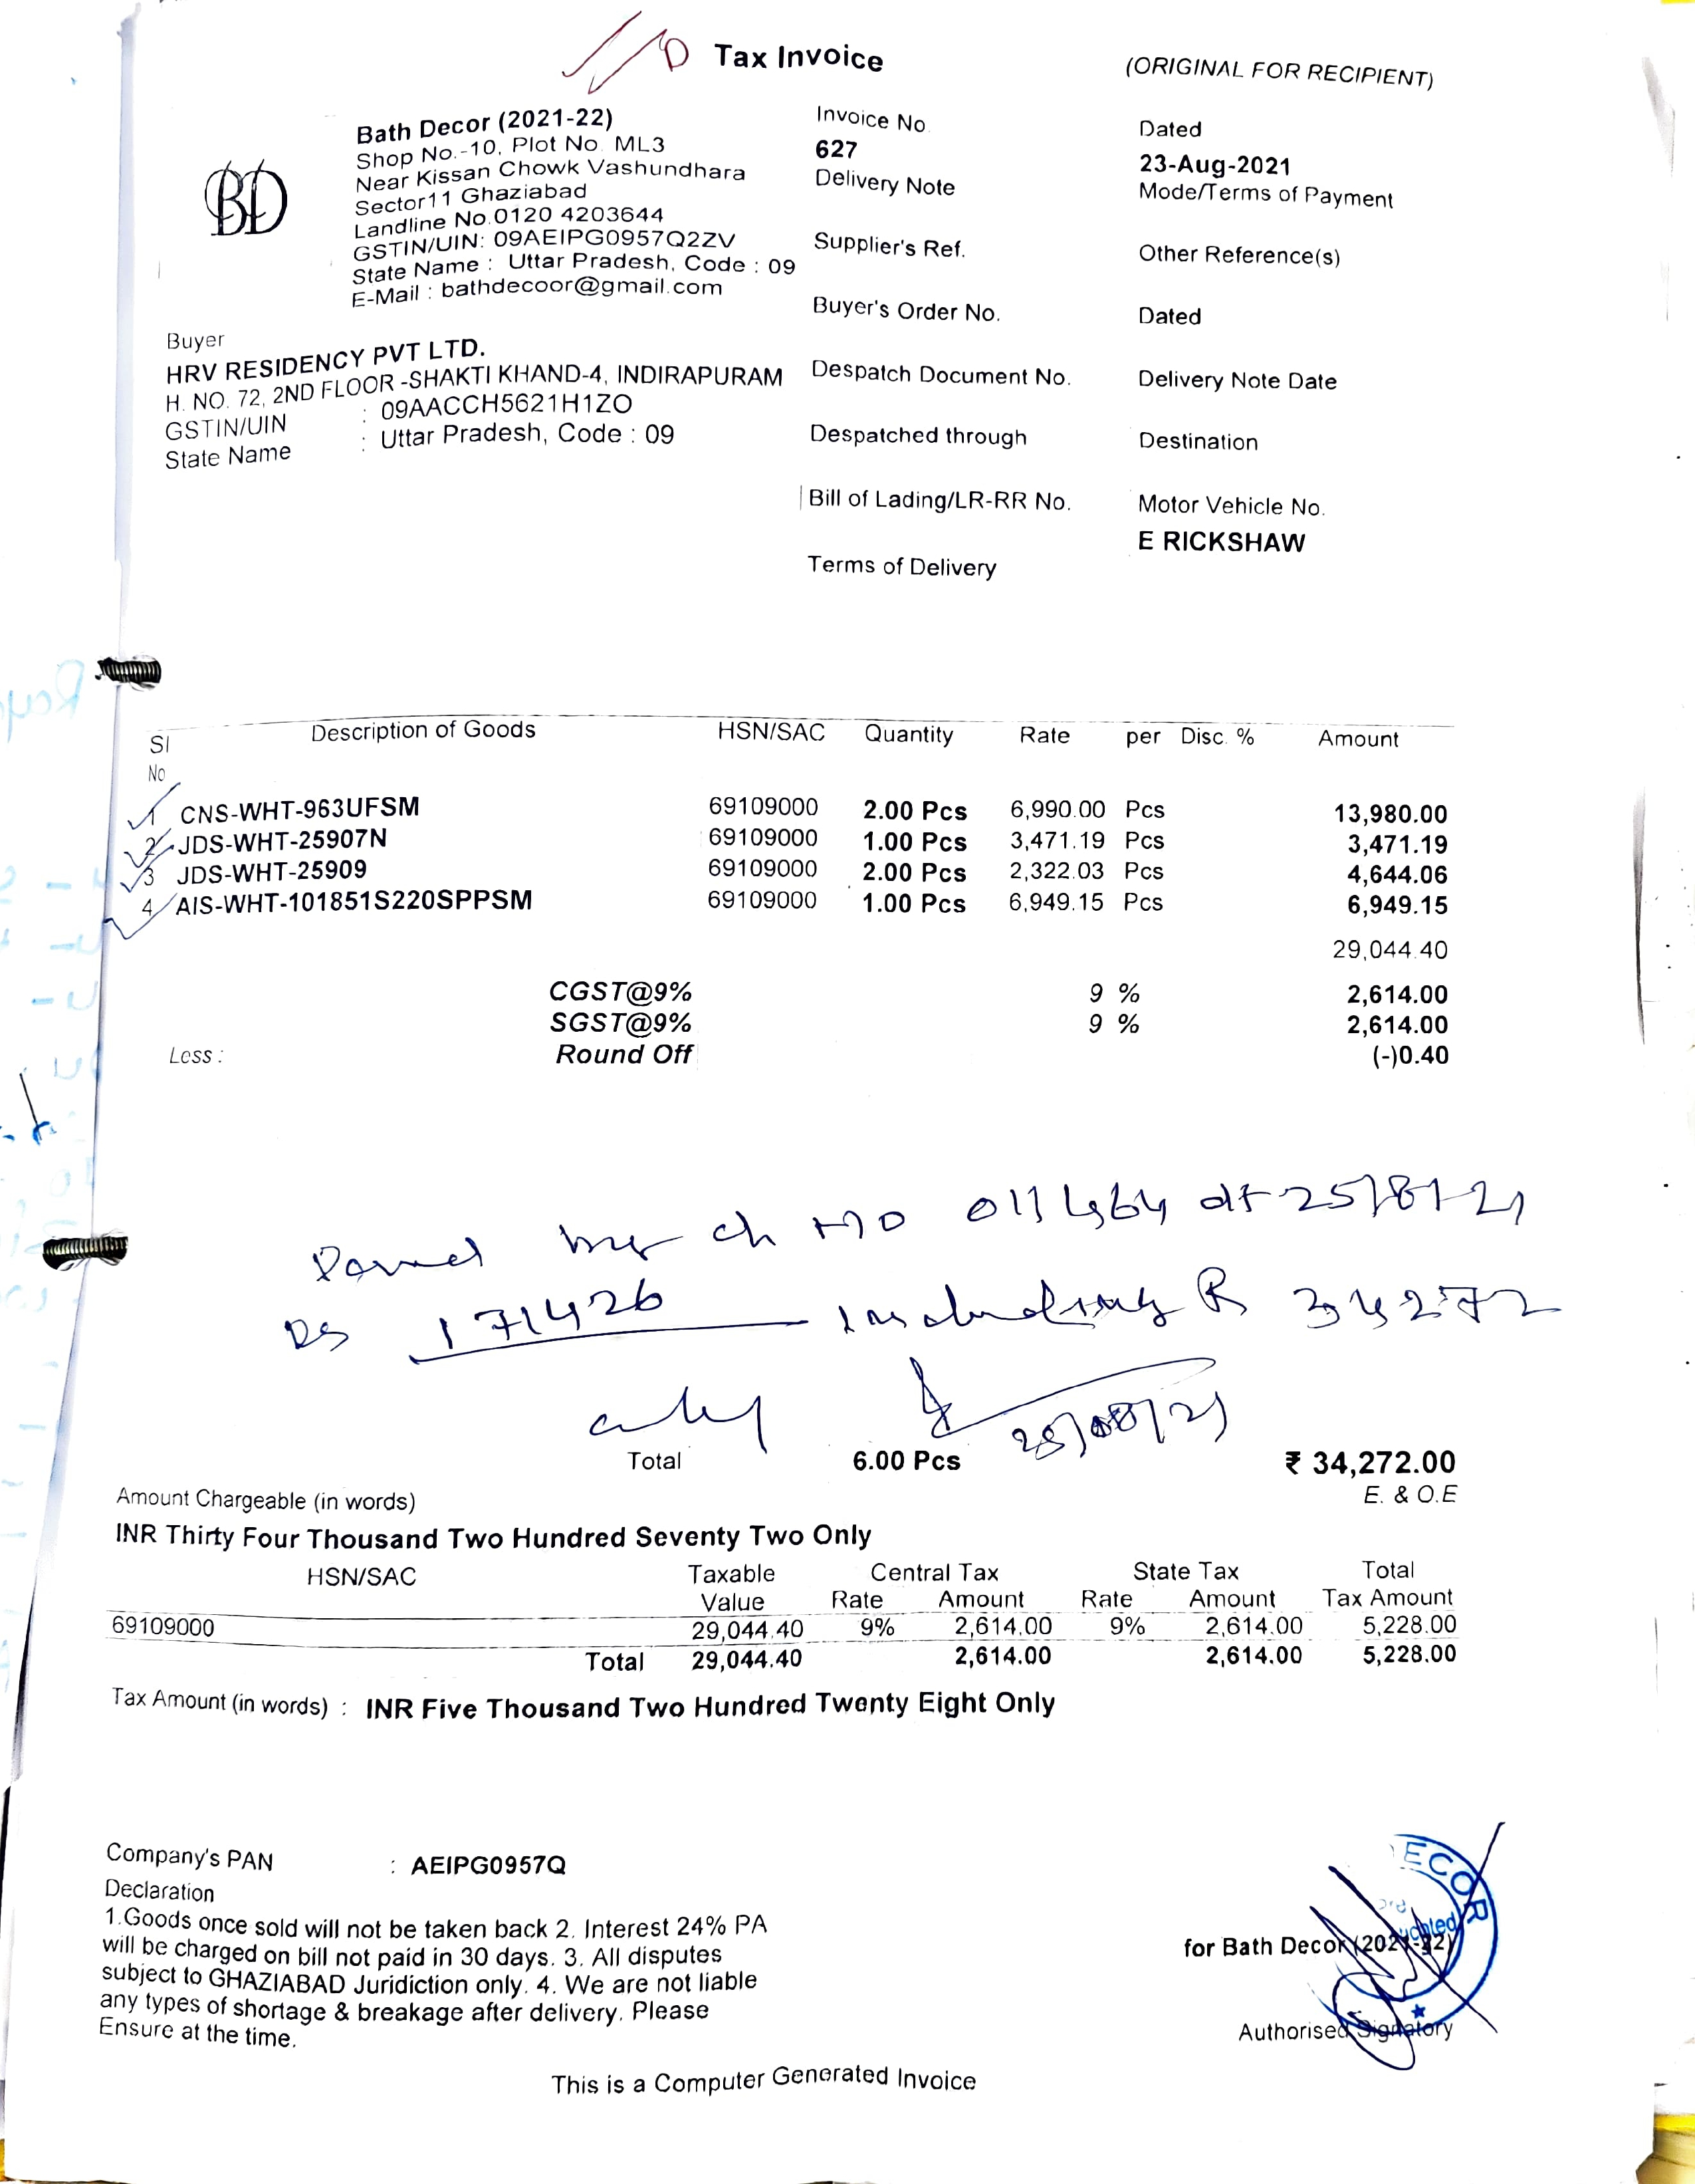 Tax Invoice
(ORIGINAL FOR RECIPIENT)
BD
Bath Decor (2021-22)
Shop No.-10, Plot No. ML3
Near Kissan Chowk Vashundhara
Sector11 Ghaziabad
Landline No.0120 4203644
GSTIN/UIN: 09AEIPG0957Q2ZV
State Name : Uttar Pradesh, Code : 09
E-Mail : bathdecoor@gmail.com
Invoice No.
627
Dated
23-Aug-2021
Delivery Note
Mode/Terms of Payment
Supplier's Ref.
Other Reference(s)
Buyer's Order No.
Dated
Despatch Document No.
Delivery Note Date
Despatched through
Destination
Bill of Lading/LR-RR No.
Motor Vehicle No.
E RICKSHAW
Terms of Delivery
Buyer
HRV RESIDENCY PVT LTD.
H. NO. 72, 2ND FLOOR -SHAKTI KHAND-4, INDIRAPURAM
GSTIN/UIN : 09AACCH5621H1ZO
State Name : Uttar Pradesh, Code : 09
Sl No Description of Goods HSN/SAC Quantity Rate per Disc. % Amount
1 CNS-WHT-963UFSM 69109000 2.00 Pcs 6,990.00 Pcs 13,980.00
2 JDS-WHT-25907N 69109000 1.00 Pcs 3,471.19 Pcs 3,471.19
3 JDS-WHT-25909 69109000 2.00 Pcs 2,322.03 Pcs 4,644.06
4 AIS-WHT-101851S220SPPSM 69109000 1.00 Pcs 6,949.15 Pcs 6,949.15
29,044.40
CGST@9% 9 % 2,614.00
SGST@9% 9 % 2,614.00
Less : Round Off (-)0.40
ch no 011464 dt 25/8/21
Rs 171426 Including R 34272
only
25/08/21
Total 6.00 Pcs ₹ 34,272.00
E. & O.E
Amount Chargeable (in words)
INR Thirty Four Thousand Two Hundred Seventy Two Only
HSN/SAC Taxable Value Central Tax Rate Amount State Tax Rate Amount Total Tax Amount
69109000 29,044.40 9% 2,614.00 9% 2,614.00 5,228.00
Total 29,044.40 2,614.00 2,614.00 5,228.00
Tax Amount (in words) : INR Five Thousand Two Hundred Twenty Eight Only
Company's PAN : AEIPG0957Q
Declaration
1.Goods once sold will not be taken back 2. Interest 24% PA
will be charged on bill not paid in 30 days. 3. All disputes
subject to GHAZIABAD Juridiction only. 4. We are not liable
any types of shortage & breakage after delivery. Please
Ensure at the time.
ECOR
for Bath Decor (2021-22)
Authorised Signatory
This is a Computer Generated Invoice